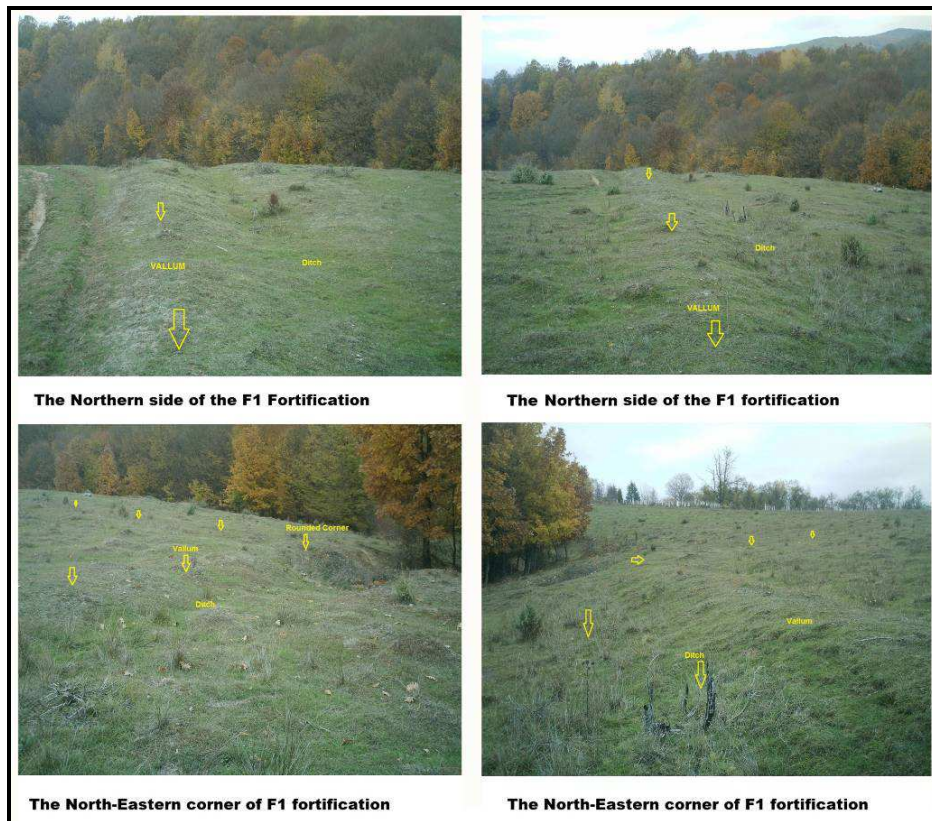 VALLUM
Ditch
Ditch
VALLUM
The Northern side of the F1 Fortification
The Northern side of the F1 fortification
Rounded Corner
Vallum
Ditch
Vallum
Ditch
The North-Eastern corner of F1 fortification
The North-Eastern corner of F1 fortification